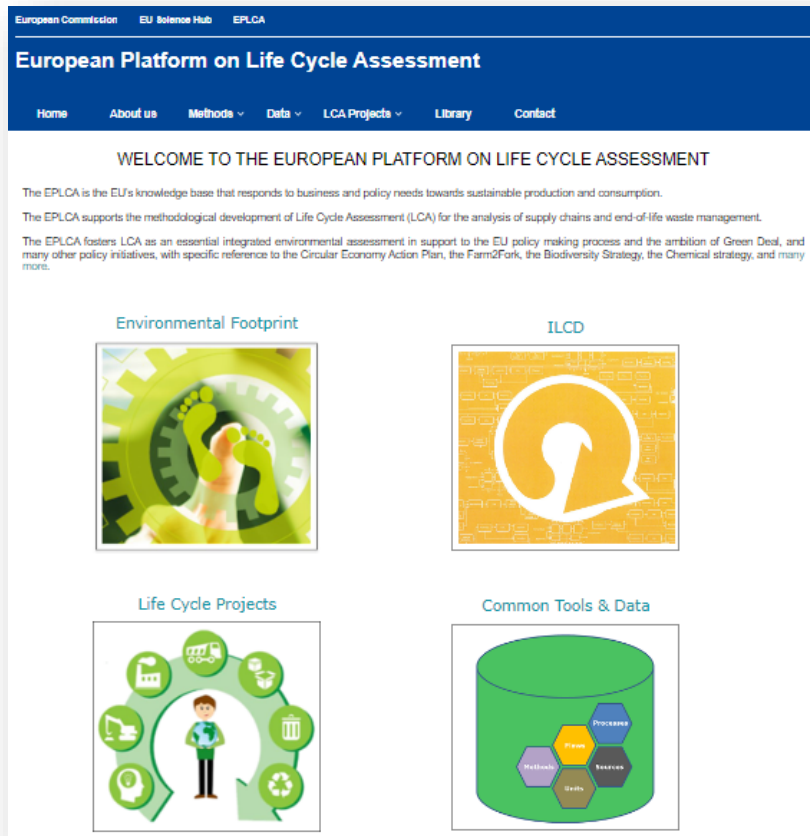 European Commission EU Science Hub EPLCA
European Platform on Life Cycle Assessment
Home About us Methods Data LCA Projects Library Contact
WELCOME TO THE EUROPEAN PLATFORM ON LIFE CYCLE ASSESSMENT
The EPLCA is the EU's knowledge base that responds to business and policy needs towards sustainable production and consumption.
The EPLCA supports the methodological development of Life Cycle Assessment (LCA) for the analysis of supply chains and end-of-life waste management.
The EPLCA fosters LCA as an essential integrated environmental assessment in support to the EU policy making process and the ambition of Green Deal, and
many other policy initiatives, with specific reference to the Circular Economy Action Plan, the Farm2Fork, the Biodiversity Strategy, the Chemical strategy, and many
more.
Environmental Footprint
ILCD
Life Cycle Projects
Common Tools & Data
Processes
Flows
Methods
Sources
Units